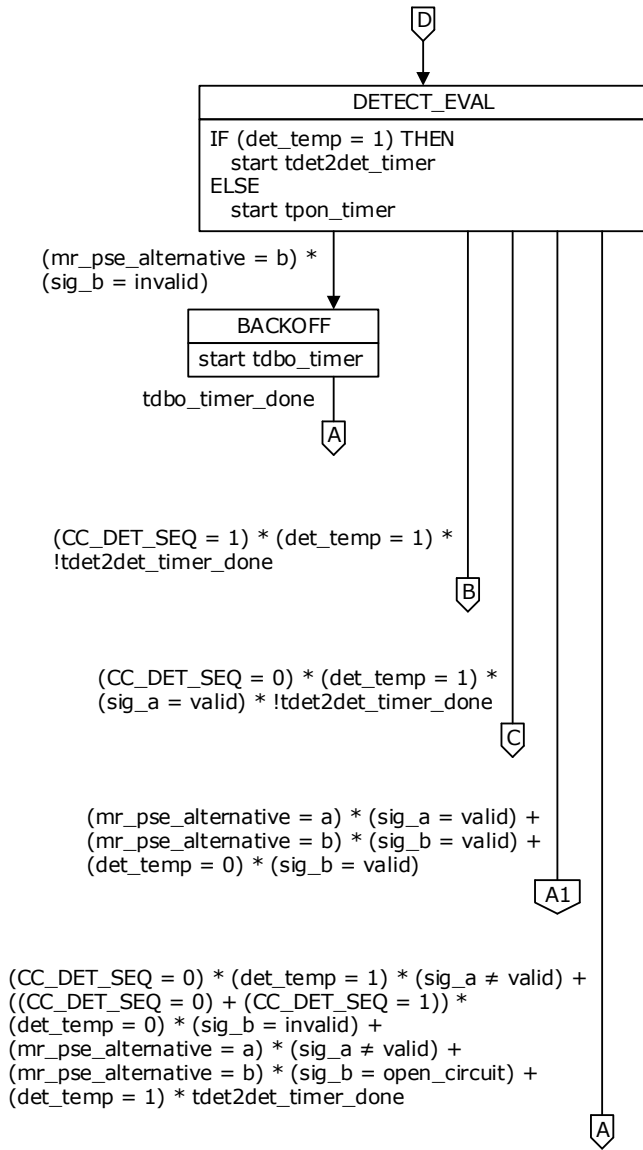 D
DETECT_EVAL
IF (det_temp = 1) THEN
start tdet2det_timer
ELSE
start tpon_timer
(mr_pse_alternative = b) *
(sig_b = invalid)
BACKOFF
start tdbo_timer
tdbo_timer_done
A
(CC_DET_SEQ = 1) * (det_temp = 1) *
!tdet2det_timer_done
B
(CC_DET_SEQ = 0) * (det_temp = 1) *
(sig_a = valid) * !tdet2det_timer_done
C
(mr_pse_alternative = a) * (sig_a = valid) +
(mr_pse_alternative = b) * (sig_b = valid) +
(det_temp = 0) * (sig_b = valid)
A1
(CC_DET_SEQ = 0) * (det_temp = 1) * (sig_a ≠ valid) +
((CC_DET_SEQ = 0) + (CC_DET_SEQ = 1)) *
(det_temp = 0) * (sig_b = invalid) +
(mr_pse_alternative = a) * (sig_a ≠ valid) +
(mr_pse_alternative = b) * (sig_b = open_circuit) +
(det_temp = 1) * tdet2det_timer_done
A